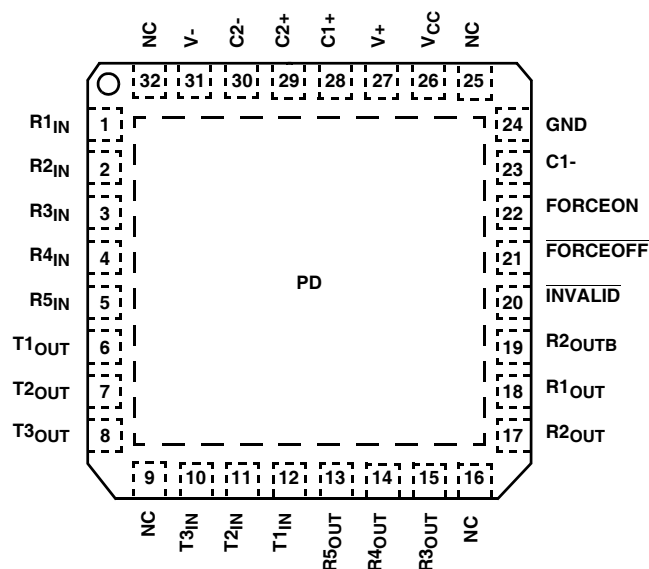 NC V- C2- C2+ C1+ V+ VCC NC
32 31 30 29 28 27 26 25
R1IN 1 24 GND
R2IN 2 23 C1-
R3IN 3 22 FORCEON
R4IN 4 21 FORCEOFF
PD
R5IN 5 20 INVALID
T1OUT 6 19 R2OUTB
T2OUT 7 18 R1OUT
T3OUT 8 17 R2OUT
9 10 11 12 13 14 15 16
NC T3IN T2IN T1IN R5OUT R4OUT R3OUT NC